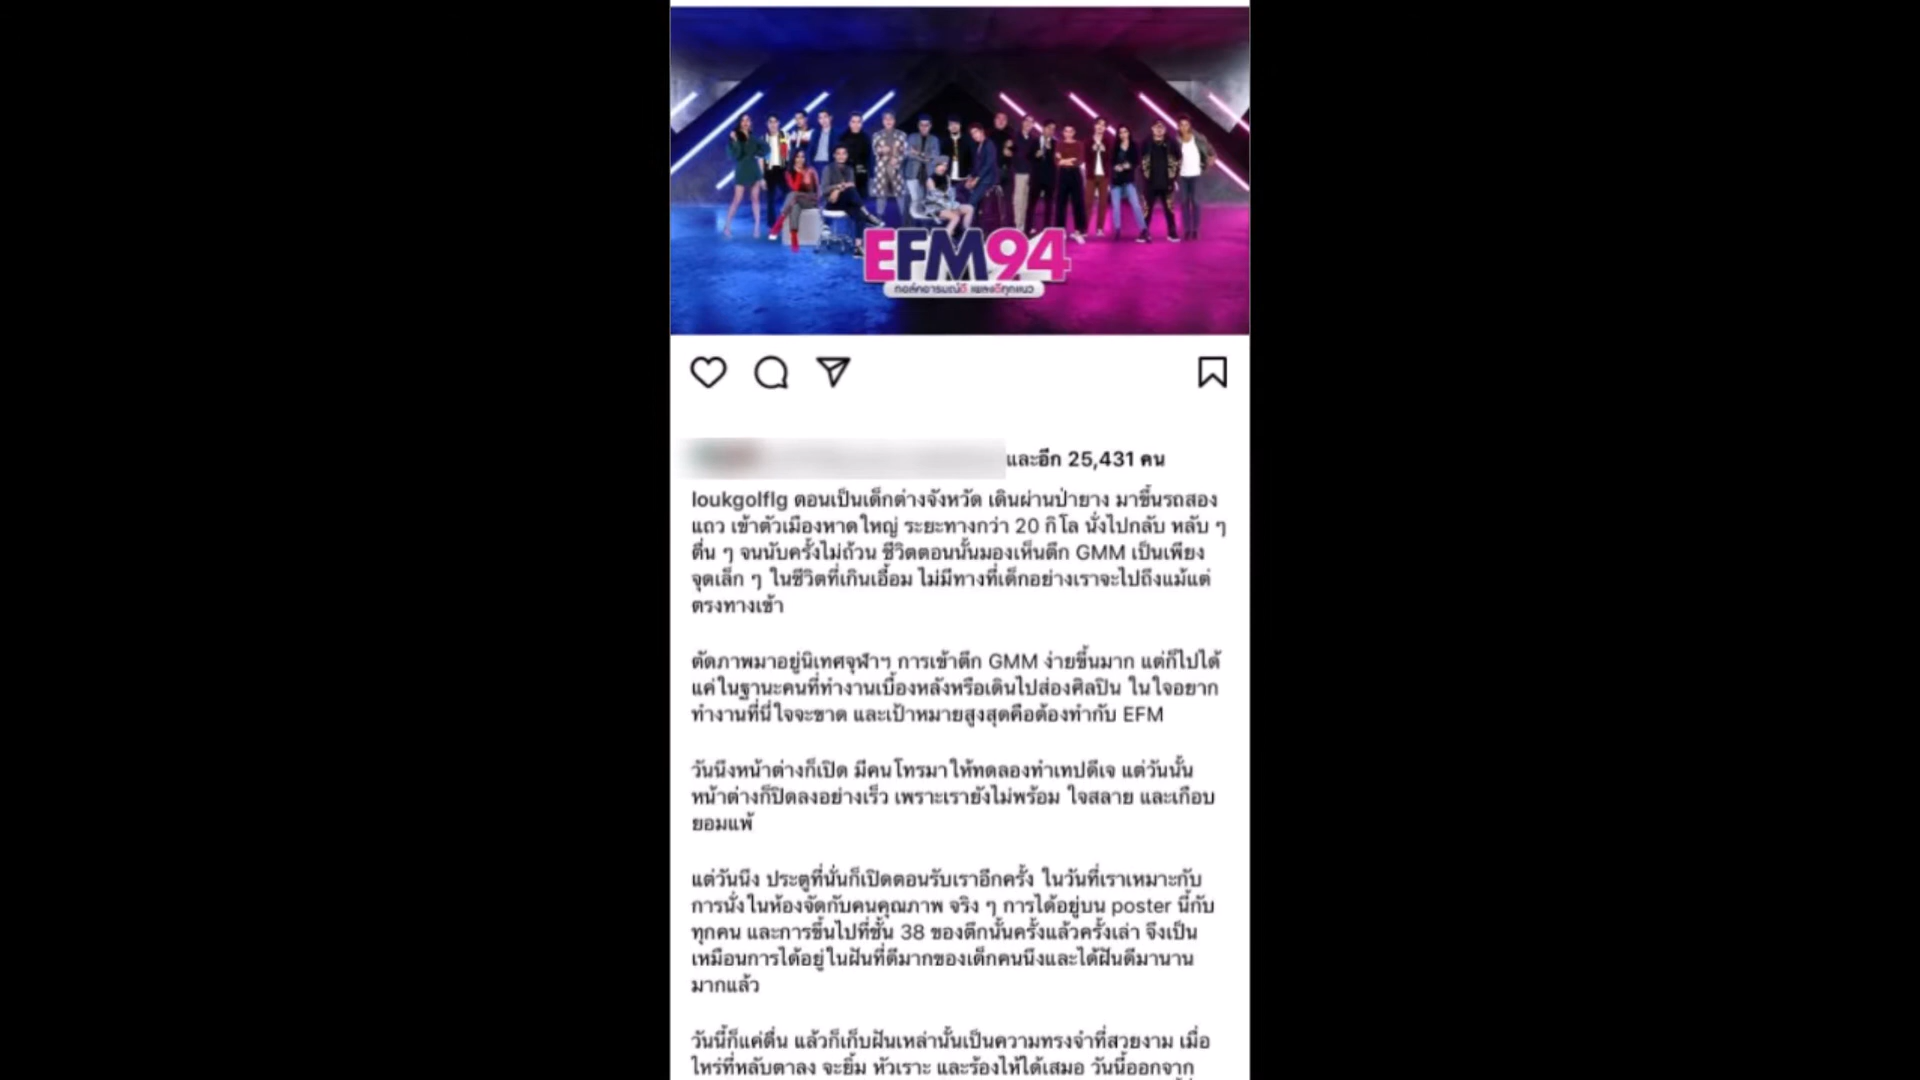 EFM94
ทอล์คอารมณ์ดี เพลงดีทุกแนว
และอีก 25,431 คน
loukgolflg ตอนเป็นเด็กต่างจังหวัด เดินผ่านป่ายาง มาขึ้นรถสอง
แถว เข้าตัวเมืองหาดใหญ่ ระยะทางกว่า 20 กิโล นั่งไปกลับ หลับ ๆ
ตื่น ๆ จนนับครั้งไม่ถ้วน ชีวิตตอนนั้นมองเห็นตึก GMM เป็นเพียง
จุดเล็ก ๆ ในชีวิตที่เกินเอื้อม ไม่มีทางที่เด็กอย่างเราจะไปถึงแม้แต่
ตรงทางเข้า
ตัดภาพมาอยู่นิเทศจุฬาฯ การเข้าตึก GMM ง่ายขึ้นมาก แต่ก็ไปได้
แค่ในฐานะคนที่ทำงานเบื้องหลังหรือเดินไปส่องศิลปิน ในใจอยาก
ทำงานที่นี่ใจจะขาด และเป้าหมายสูงสุดคือต้องทำกับ EFM
วันนึงหน้าต่างก็เปิด มีคนโทรมาให้ทดลองทำเทปดีเจ แต่วันนั้น
หน้าต่างก็ปิดลงอย่างเร็ว เพราะเรายังไม่พร้อม ใจสลาย และเกือบ
ยอมแพ้
แต่วันนึง ประตูที่นั่นก็เปิดตอนรับเราอีกครั้ง ในวันที่เราเหมาะกับ
การนั่งในห้องจัดกับคนคุณภาพ จริง ๆ การได้อยู่บน poster นี้กับ
ทุกคน และการขึ้นไปที่ชั้น 38 ของตึกนั้นครั้งแล้วครั้งเล่า จึงเป็น
เหมือนการได้อยู่ในฝันที่ดีมากของเด็กคนนึงและได้ฝันดีมานาน
มากแล้ว
วันนี้ก็แค่ตื่น แล้วก็เก็บฝันเหล่านั้นเป็นความทรงจำที่สวยงาม เมื่อ
ไหร่ที่หลับตาลง จะยิ้ม หัวเราะ และร้องไห้ได้เสมอ วันนี้ออกจาก